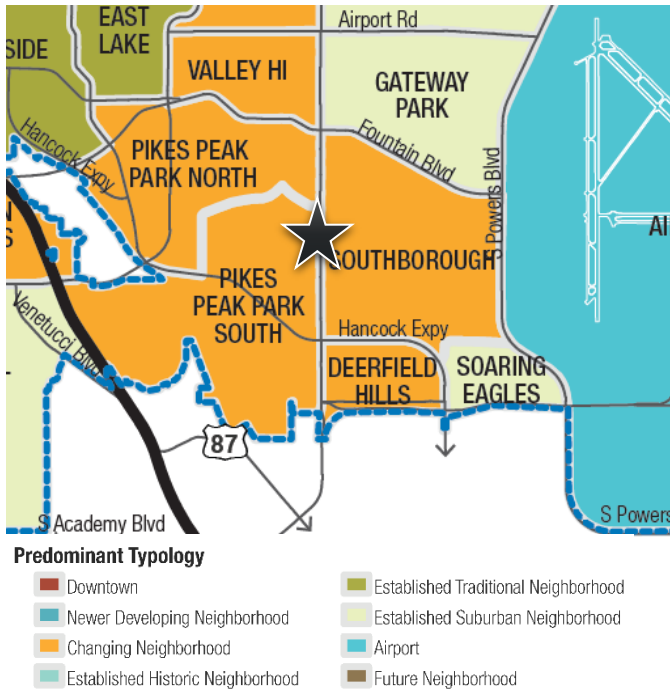 EAST
LAKE
Airport Rd
SIDE
VALLEY HI
GATEWAY
PARK
Hancock Expy
PIKES PEAK
PARK NORTH
Fountain Blvd
S Powers Blvd
N
S
AI
OUTHBOROUGH
PIKES
PEAK PARK
SOUTH
Venetucci Blvd
Hancock Expy
DEERFIELD
HILLS
SOARING
EAGLES
87
S Academy Blvd
S Powers
Predominant Typology
Downtown
Newer Developing Neighborhood
Changing Neighborhood
Established Historic Neighborhood
Established Traditional Neighborhood
Established Suburban Neighborhood
Airport
Future Neighborhood